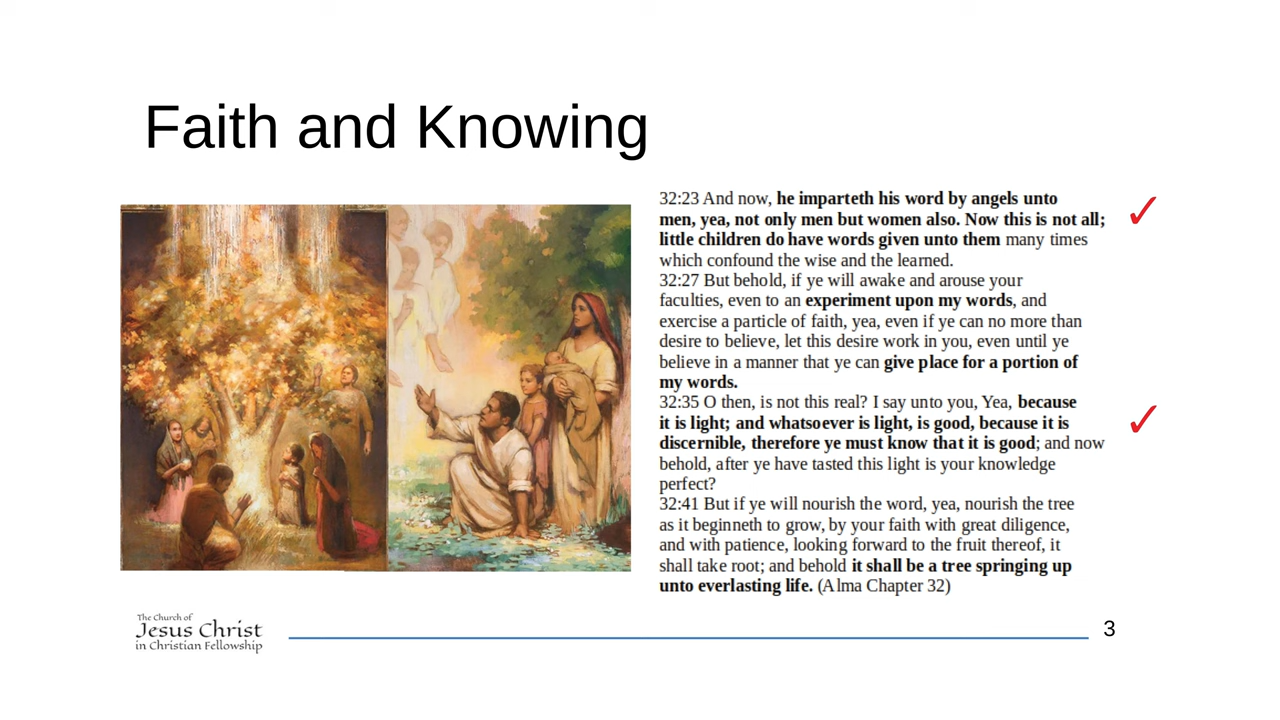 Faith and Knowing
32:23 And now, he imparteth his word by angels unto
men, yea, not only men but women also. Now this is not all;
little children do have words given unto them many times
which confound the wise and the learned.
32:27 But behold, if ye will awake and arouse your
faculties, even to an experiment upon my words, and
exercise a particle of faith, yea, even if ye can no more than
desire to believe, let this desire work in you, even until ye
believe in a manner that ye can give place for a portion of
my words.
32:35 O then, is not this real? I say unto you, Yea, because
it is light; and whatsoever is light, is good, because it is
discernible, therefore ye must know that it is good; and now
behold, after ye have tasted this light is your knowledge
perfect?
32:41 But if ye will nourish the word, yea, nourish the tree
as it beginneth to grow, by your faith with great diligence,
and with patience, looking forward to the fruit thereof, it
shall take root; and behold it shall be a tree springing up
unto everlasting life. (Alma Chapter 32)
The Church of
Jesus Christ
in Christian Fellowship
3